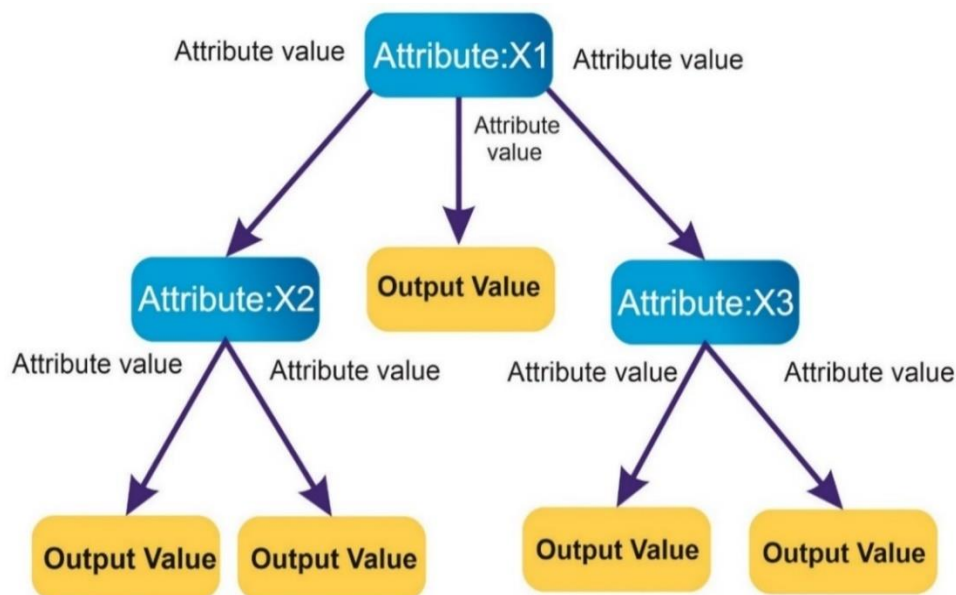 Attribute value
Attribute:X1
Attribute value
Attribute
value
Output Value
Attribute:X2
Attribute:X3
Attribute value
Attribute value
Attribute value
Attribute value
Output Value
Output Value
Output Value
Output Value